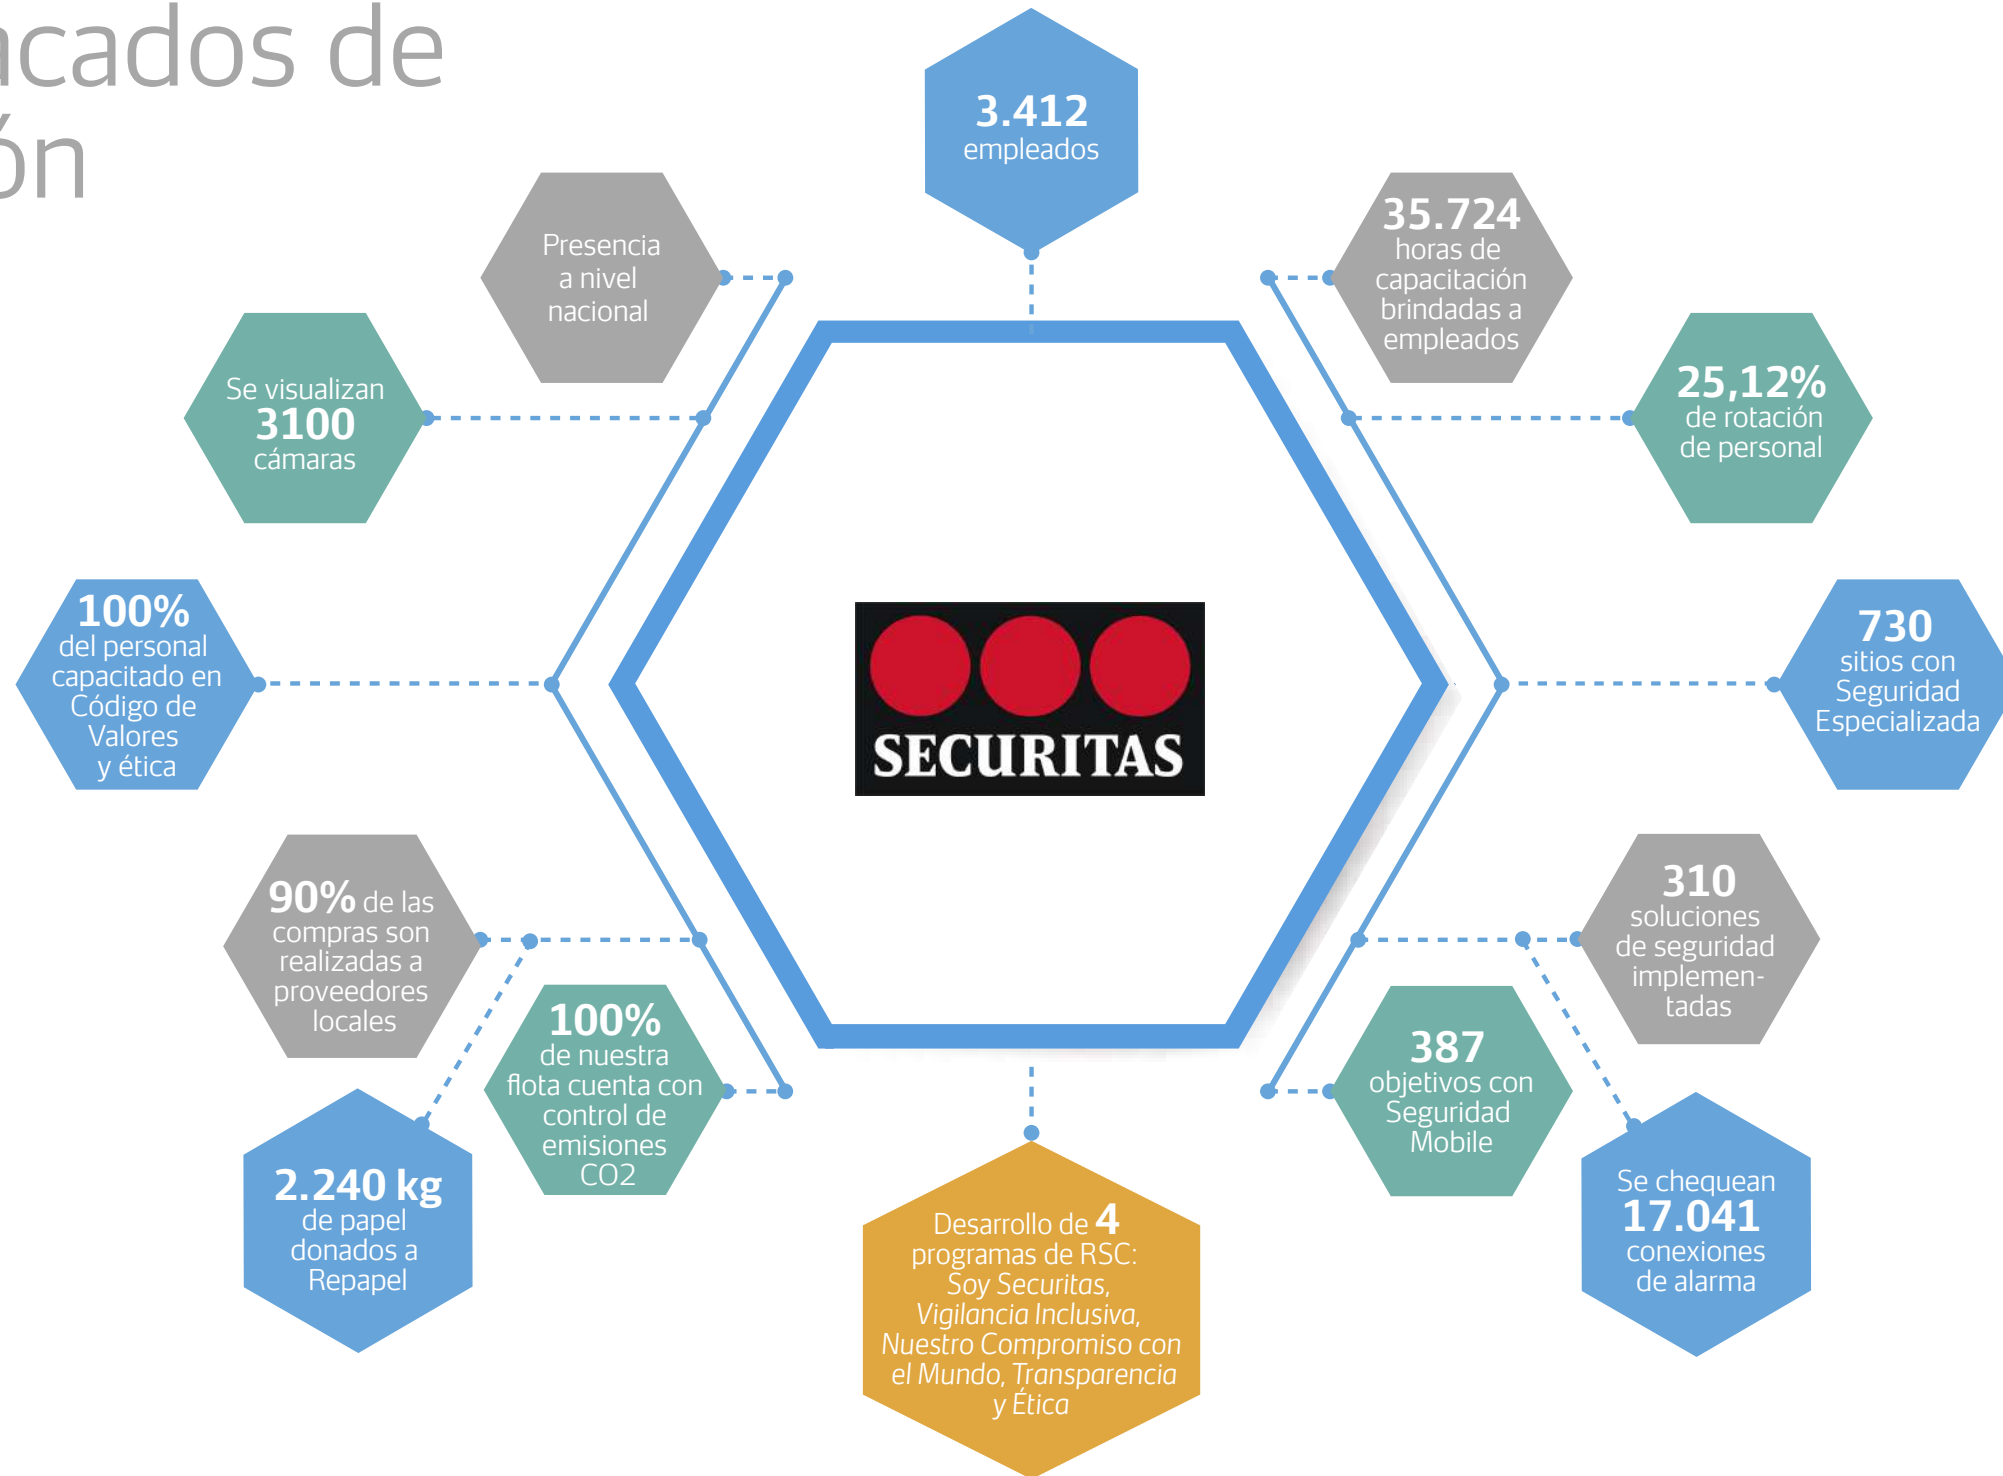 acados de
ón
3.412
empleados
Presencia
a nivel
nacional
35.724
horas de
capacitación
brindadas a
empleados
Se visualizan
3100
cámaras
25,12%
de rotación
de personal
100%
del personal
capacitado en
Código de
Valores
y ética
SECURITAS
730
sitios con
Seguridad
Especializada
90% de las
compras son
realizadas a
proveedores
locales
310
soluciones
de seguridad
implemen-
tadas
100%
de nuestra
flota cuenta con
control de
emisiones
CO2
387
objetivos con
Seguridad
Mobile
2.240 kg
de papel
donados a
Repapel
Desarrollo de 4
programas de RSC:
Soy Securitas,
Vigilancia Inclusiva,
Nuestro Compromiso con
el Mundo, Transparencia
y Ética
Se chequean
17.041
conexiones
de alarma